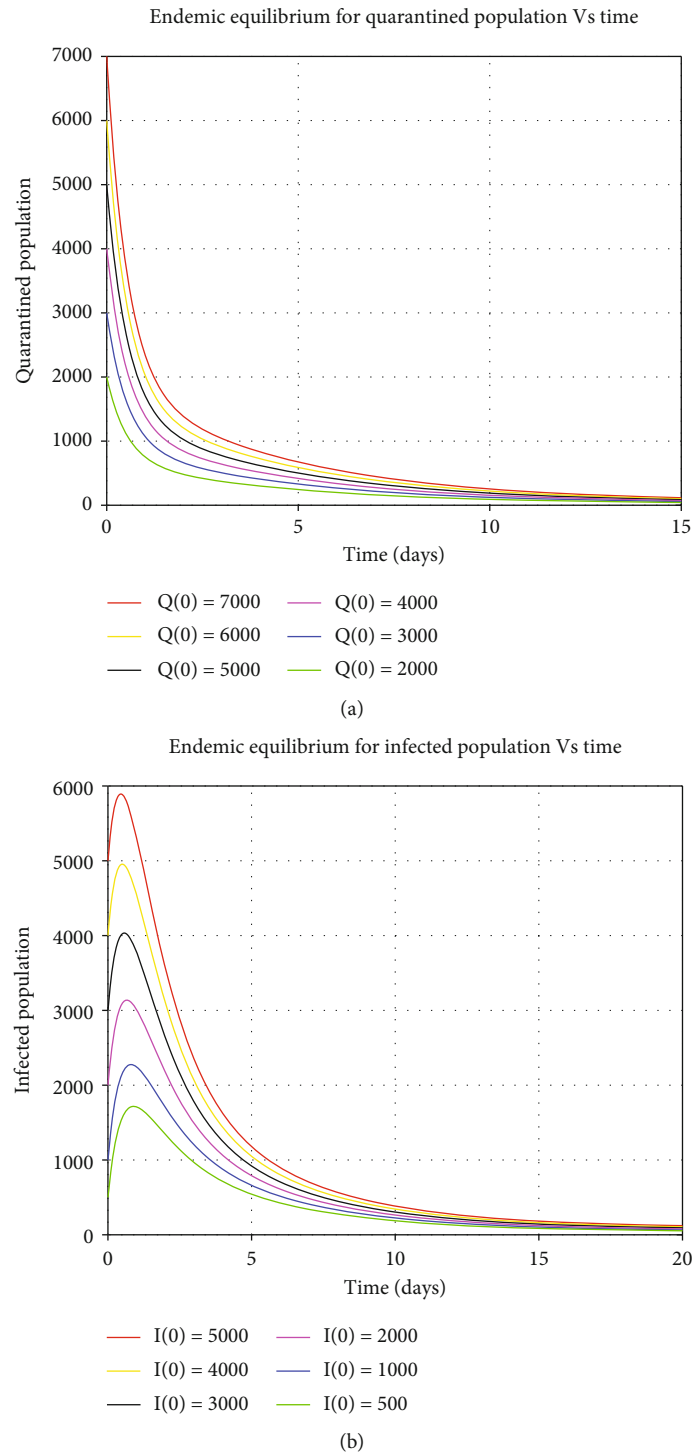 Endemic equilibrium for quarantined population Vs time
7000
6000
5000
4000
3000
2000
1000
0
Quarantined population
0 5 10 15
Time (days)
Q(0) = 7000 Q(0) = 4000
Q(0) = 6000 Q(0) = 3000
Q(0) = 5000 Q(0) = 2000
(a)
Endemic equilibrium for infected population Vs time
6000
5000
4000
3000
2000
1000
0
Infected population
0 5 10 15 20
Time (days)
I(0) = 5000 I(0) = 2000
I(0) = 4000 I(0) = 1000
I(0) = 3000 I(0) = 500
(b)